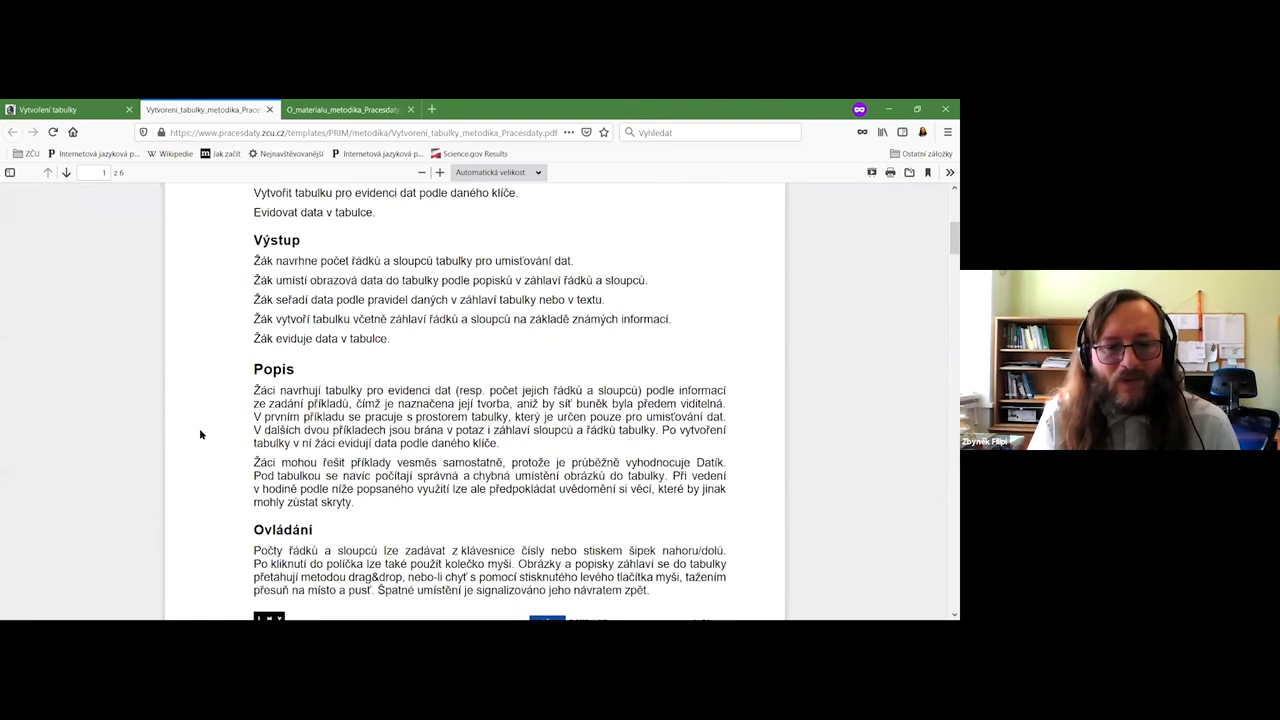 Vytvoření tabulky
Vytvoreni_tabulky_metodika_Praces
O_materialu_metodika_Pracesdaty
https://www.pracesdaty.zcu.cz/templates/PRIM/metodika/Vytvoreni_tabulky_metodika_Pracesdaty.pdf
Vyhledat
ZČU
Internetová jazyková p...
Wikipedie
Jak začít
Nejnavštěvovanější
Internetová jazyková p...
Science.gov Results
Ostatní záložky
1 z 6
Automatická velikost
Vytvořit tabulku pro evidenci dat podle daného klíče.
Evidovat data v tabulce.
Výstup
Žák navrhne počet řádků a sloupců tabulky pro umisťování dat.
Žák umístí obrazová data do tabulky podle popisků v záhlaví řádků a sloupců.
Žák seřadí data podle pravidel daných v záhlaví tabulky nebo v textu.
Žák vytvoří tabulku včetně záhlaví řádků a sloupců na základě známých informací.
Žák eviduje data v tabulce.
Popis
Žáci navrhují tabulky pro evidenci dat (resp. počet jejich řádků a sloupců) podle informací
ze zadání příkladů, čímž je naznačena její tvorba, aniž by síť buněk byla předem viditelná.
V prvním příkladu se pracuje s prostorem tabulky, který je určen pouze pro umisťování dat.
V dalších dvou příkladech jsou brána v potaz i záhlaví sloupců a řádků tabulky. Po vytvoření
tabulky v ní žáci evidují data podle daného klíče.
Žáci mohou řešit příklady vesměs samostatně, protože je průběžně vyhodnocuje Datík.
Pod tabulkou se navíc počítají správná a chybná umístění obrázků do tabulky. Při vedení
v hodině podle níže popsaného využití lze ale předpokládat uvědomění si věcí, které by jinak
mohly zůstat skryty.
Ovládání
Počty řádků a sloupců lze zadávat z klávesnice čísly nebo stiskem šipek nahoru/dolů.
Po kliknutí do políčka lze také použít kolečko myši. Obrázky a popisky záhlaví se do tabulky
přetahují metodou drag&drop, nebo-li chyť s pomocí stisknutého levého tlačítka myši, tažením
přesuň na místo a pusť. Špatné umístění je signalizováno jeho návratem zpět.
Zbyněk Filipi